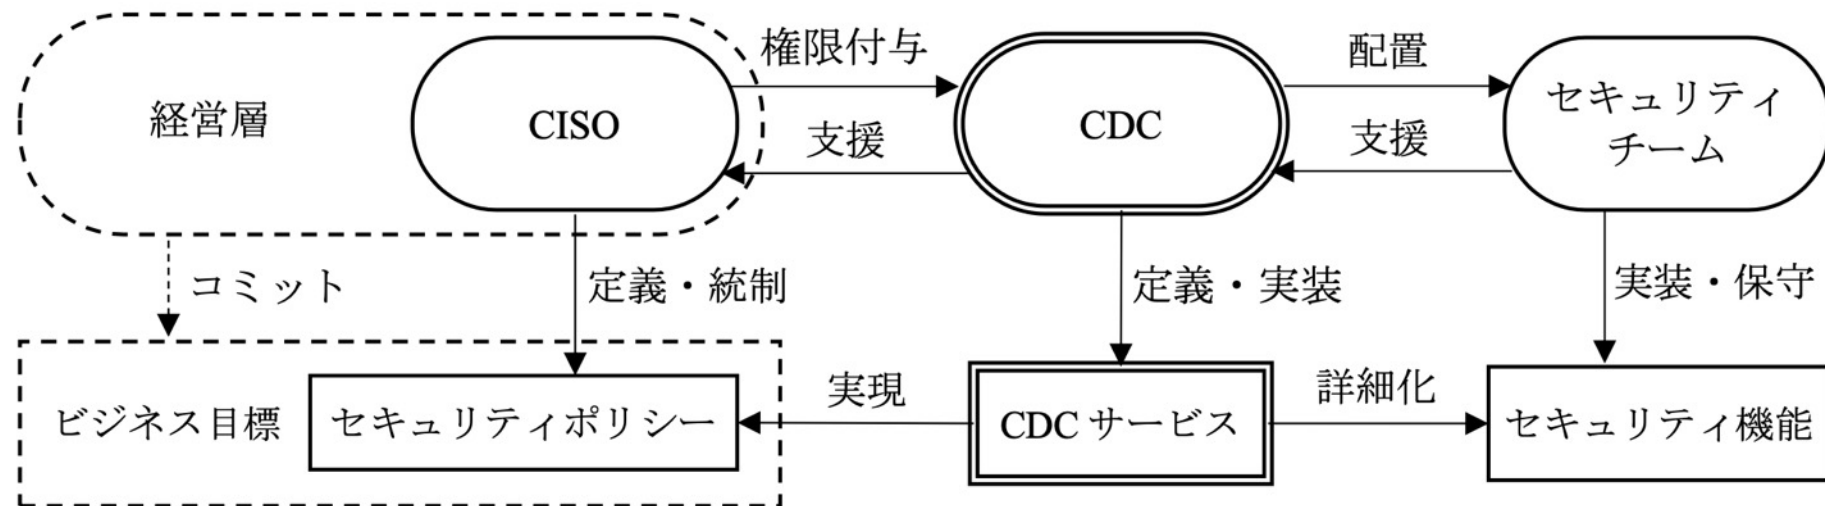 経営層
CISO
権限付与
支援
CDC
配置
支援
セキュリティ
チーム
コミット
定義・統制
定義・実装
実装・保守
ビジネス目標
セキュリティポリシー
実現
CDC サービス
詳細化
セキュリティ機能